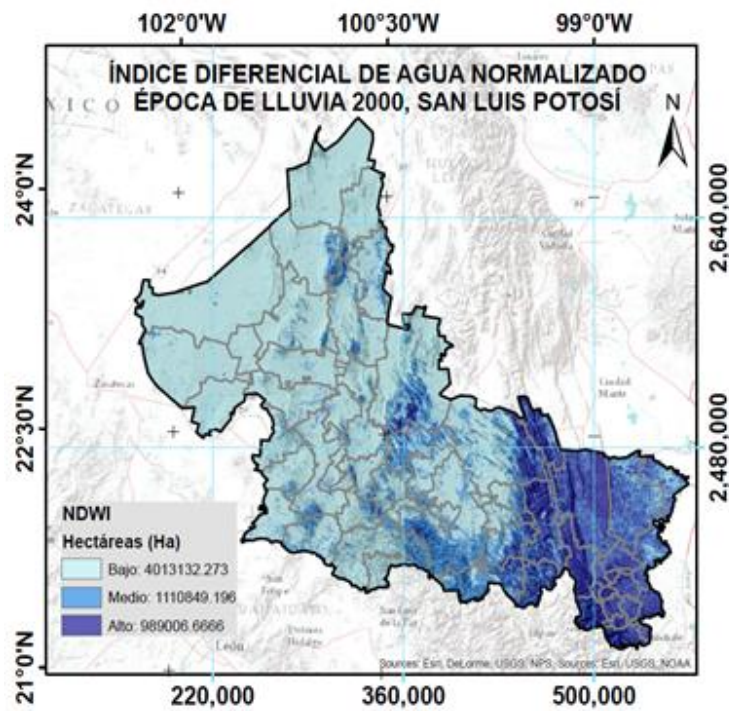 102°0'W 100°30'W 99°0'W
ÍNDICE DIFERENCIAL DE AGUA NORMALIZADO
ÉPOCA DE LLUVIA 2000, SAN LUIS POTOSÍ
N
24°0'N
2,640,000
22°30'N
2,480,000
NDWI
Hectáreas (Ha)
Bajo: 4013132.273
Medio: 1110849.196
Alto: 989006.6666
León
Sources: Esri, DeLorme, USGS, NPS, Sources: Esri, USGS, NOAA
21°0'N
220,000 360,000 500,000